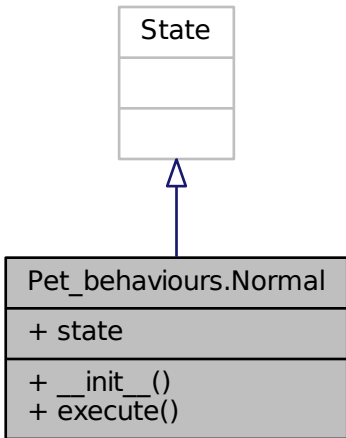 State
Pet_behaviours.Normal
+ state
+ __init__()
+ execute()